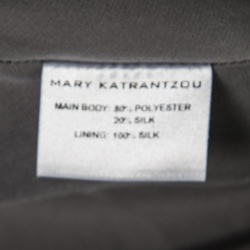 MARY KATRANTZOU
MAIN BODY: 80% POLYESTER
20% SILK
LINING: 100% SILK